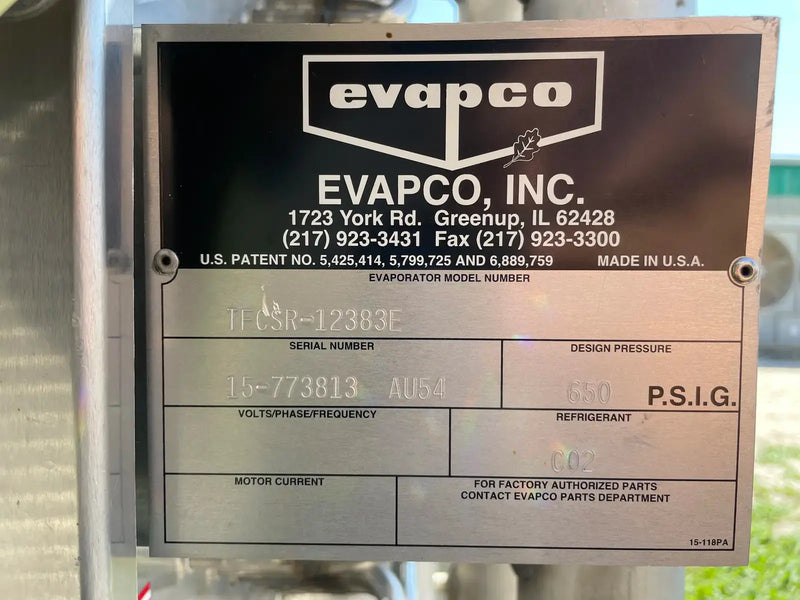 evapco
EVAPCO, INC.
1723 York Rd. Greenup, IL 62428
(217) 923-3431 Fax (217) 923-3300
U.S. PATENT NO. 5,425,414, 5,799,725 AND 6,889,759 MADE IN U.S.A.
EVAPORATOR MODEL NUMBER
TFCSR-12383E
SERIAL NUMBER
15-773813 AU54
DESIGN PRESSURE
650 P.S.I.G.
VOLTS/PHASE/FREQUENCY
REFRIGERANT
CO2
MOTOR CURRENT
FOR FACTORY AUTHORIZED PARTS
CONTACT EVAPCO PARTS DEPARTMENT
15-118PA